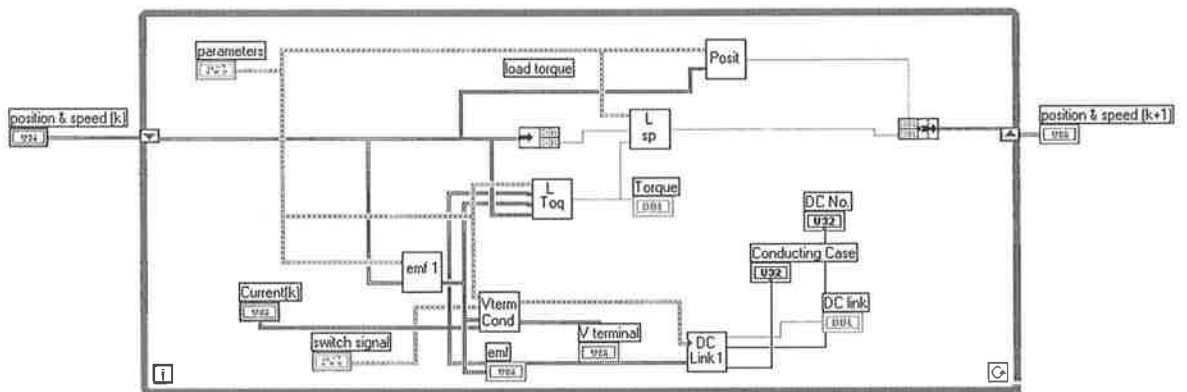 parameters
Posit
load torque
position & speed (k)
position & speed (k+1)
L
sp
L
Toq
Torque
DBL
DC No.
U32
emf 1
Conducting Case
U32
Current(k)
Vterm
Cond
DC link
DBL
switch signal
V terminal
DC
Link 1
emf
i